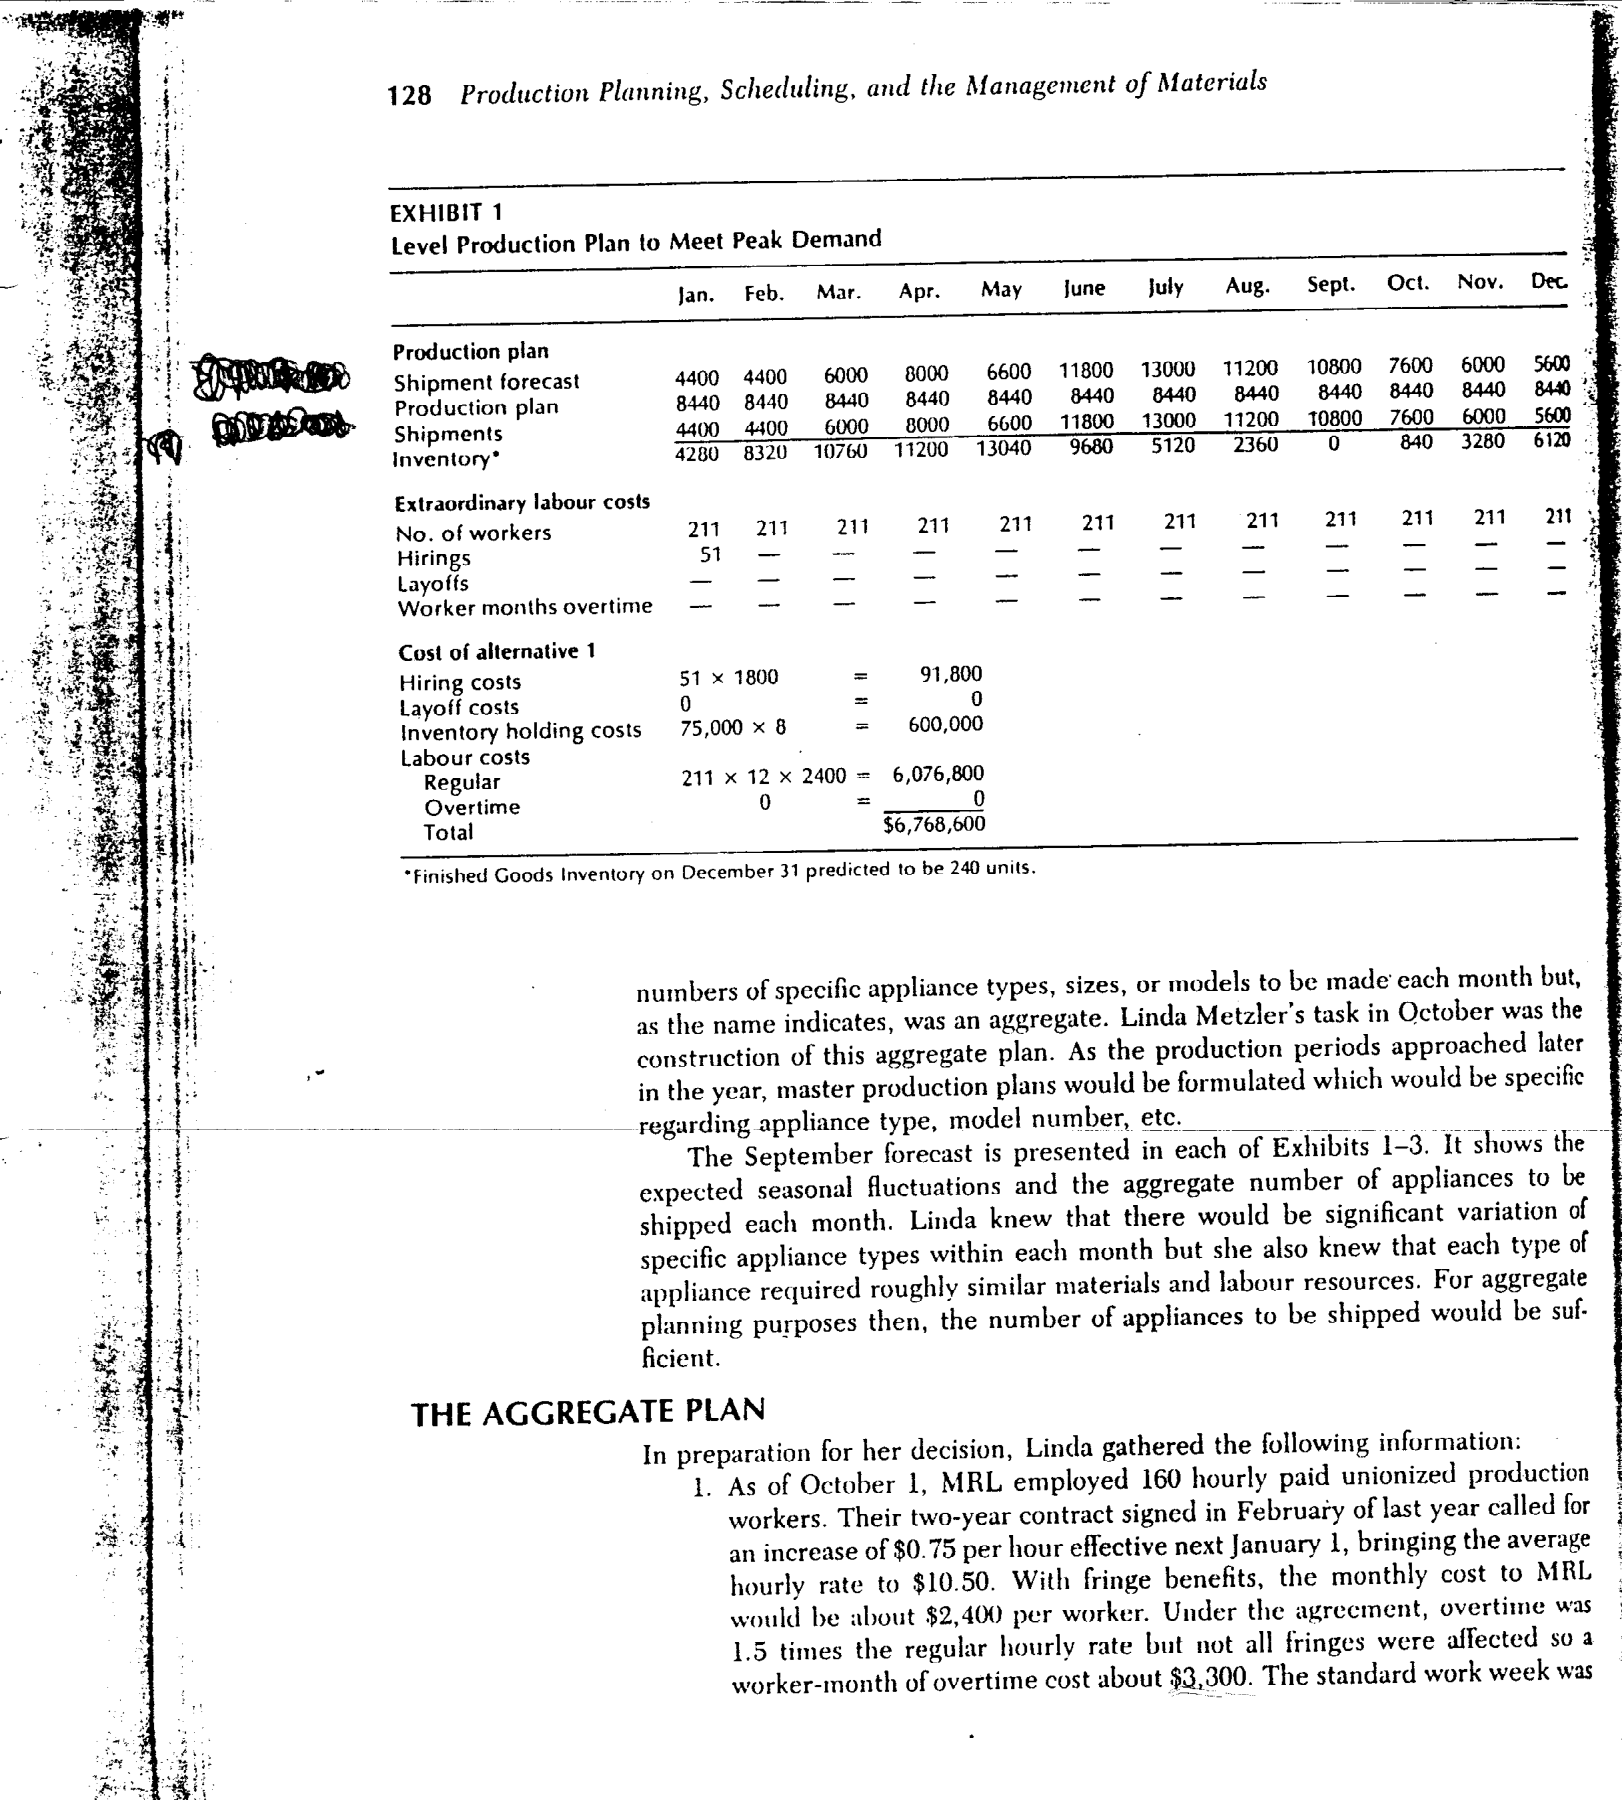 128 Production Planning, Scheduling, and the Management of Materials
EXHIBIT 1
Level Production Plan to Meet Peak Demand
Jan. Feb. Mar. Apr. May June July Aug. Sept. Oct. Nov. Dec.
Production plan
Shipment forecast 4400 4400 6000 8000 6600 11800 13000 11200 10800 7600 6000 5600
Production plan 8440 8440 8440 8440 8440 8440 8440 8440 8440 8440 8440 8440
Shipments 4400 4400 6000 8000 6600 11800 13000 11200 10800 7600 6000 5600
Inventory* 4280 8320 10760 11200 13040 9680 5120 2360 0 840 3280 6120
Extraordinary labour costs
No. of workers 211 211 211 211 211 211 211 211 211 211 211 211
Hirings 51 — — — — — — — — — — —
Layoffs — — — — — — — — — — — —
Worker months overtime — — — — — — — — — — — —
Cost of alternative 1
Hiring costs 51 × 1800 = 91,800
Layoff costs 0 = 0
Inventory holding costs 75,000 × 8 = 600,000
Labour costs
Regular 211 × 12 × 2400 = 6,076,800
Overtime 0 = 0
Total $6,768,600
*Finished Goods Inventory on December 31 predicted to be 240 units.
numbers of specific appliance types, sizes, or models to be made each month but,
as the name indicates, was an aggregate. Linda Metzler's task in October was the
construction of this aggregate plan. As the production periods approached later
in the year, master production plans would be formulated which would be specific
regarding appliance type, model number, etc.
The September forecast is presented in each of Exhibits 1–3. It shows the
expected seasonal fluctuations and the aggregate number of appliances to be
shipped each month. Linda knew that there would be significant variation of
specific appliance types within each month but she also knew that each type of
appliance required roughly similar materials and labour resources. For aggregate
planning purposes then, the number of appliances to be shipped would be suf-
ficient.
THE AGGREGATE PLAN
In preparation for her decision, Linda gathered the following information:
1. As of October 1, MRL employed 160 hourly paid unionized production
workers. Their two-year contract signed in February of last year called for
an increase of $0.75 per hour effective next January 1, bringing the average
hourly rate to $10.50. With fringe benefits, the monthly cost to MRL
would be about $2,400 per worker. Under the agreement, overtime was
1.5 times the regular hourly rate but not all fringes were affected so a
worker-month of overtime cost about $3,300. The standard work week was